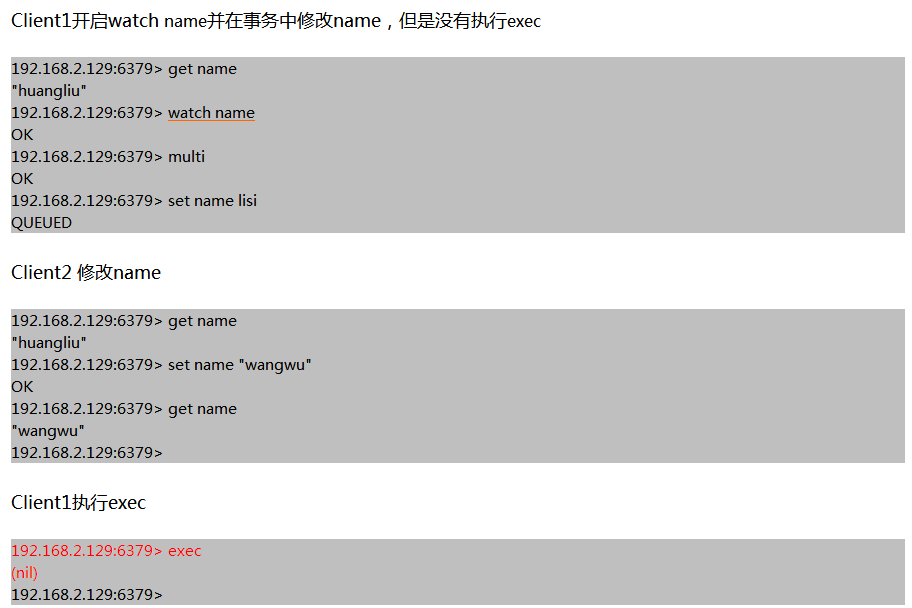 Client1开启watch name并在事务中修改name，但是没有执行exec
192.168.2.129:6379> get name
"huangliu"
192.168.2.129:6379> watch name
OK
192.168.2.129:6379> multi
OK
192.168.2.129:6379> set name lisi
QUEUED
Client2 修改name
192.168.2.129:6379> get name
"huangliu"
192.168.2.129:6379> set name "wangwu"
OK
192.168.2.129:6379> get name
"wangwu"
192.168.2.129:6379>
Client1执行exec
192.168.2.129:6379> exec
(nil)
192.168.2.129:6379>